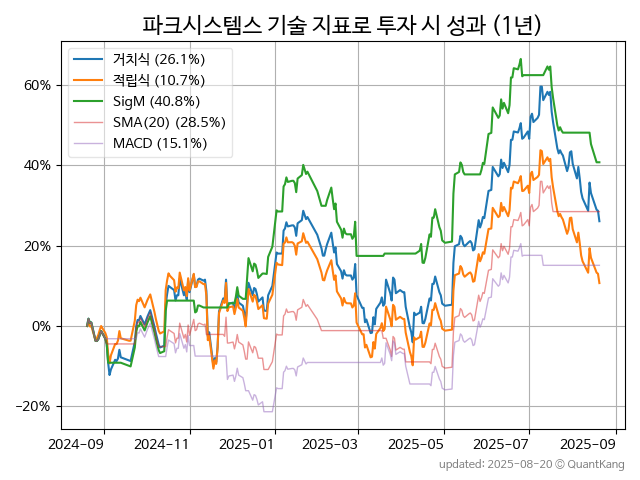 파크시스템스 기술 지표로 투자 시 성과 (1년)
거치식 (26.1%)
적립식 (10.7%)
SigM (40.8%)
SMA(20) (28.5%)
MACD (15.1%)
60%
40%
20%
0%
−20%
2024-09 2024-11 2025-01 2025-03 2025-05 2025-07 2025-09
updated: 2025-08-20 © QuantKang